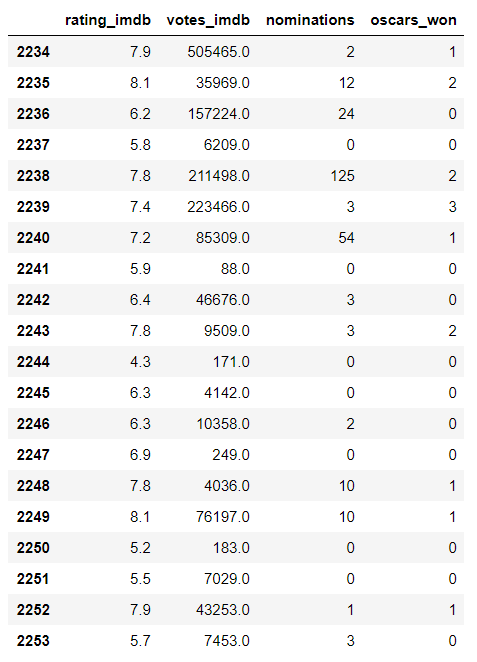 rating_imdb votes_imdb nominations oscars_won
2234 7.9 505465.0 2 1
2235 8.1 35969.0 12 2
2236 6.2 157224.0 24 0
2237 5.8 6209.0 0 0
2238 7.8 211498.0 125 2
2239 7.4 223466.0 3 3
2240 7.2 85309.0 54 1
2241 5.9 88.0 0 0
2242 6.4 46676.0 3 0
2243 7.8 9509.0 3 2
2244 4.3 171.0 0 0
2245 6.3 4142.0 0 0
2246 6.3 10358.0 2 0
2247 6.9 249.0 0 0
2248 7.8 4036.0 10 1
2249 8.1 76197.0 10 1
2250 5.2 183.0 0 0
2251 5.5 7029.0 0 0
2252 7.9 43253.0 1 1
2253 5.7 7453.0 3 0